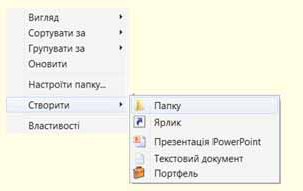 Вигляд
Сортувати за
Групувати за
Оновити
Настроїти папку...
Створити
Властивості
Папку
Ярлик
Презентація PowerPoint
Текстовий документ
Портфель